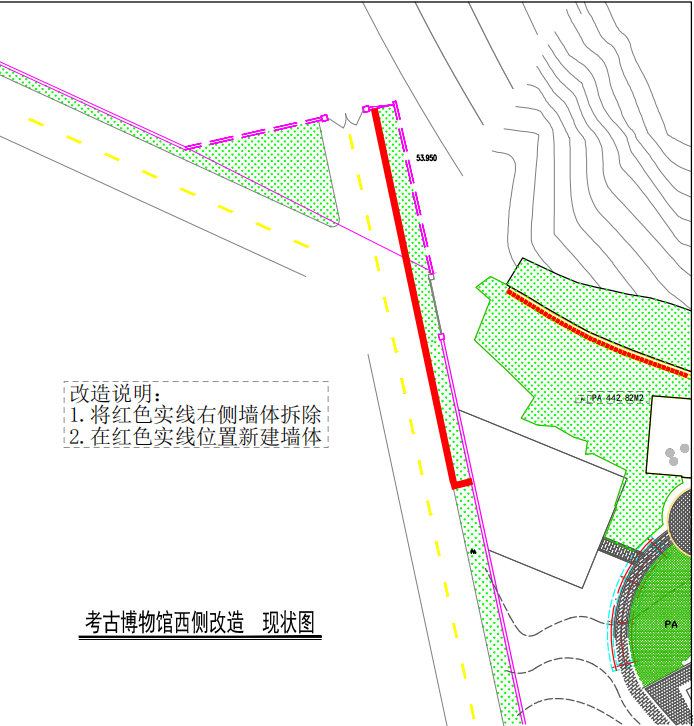 53.950
PA 442.82M2
改造说明:
1. 将红色实线右侧墙体拆除
2. 在红色实线位置新建墙体
PA
考古博物馆西侧改造 现状图